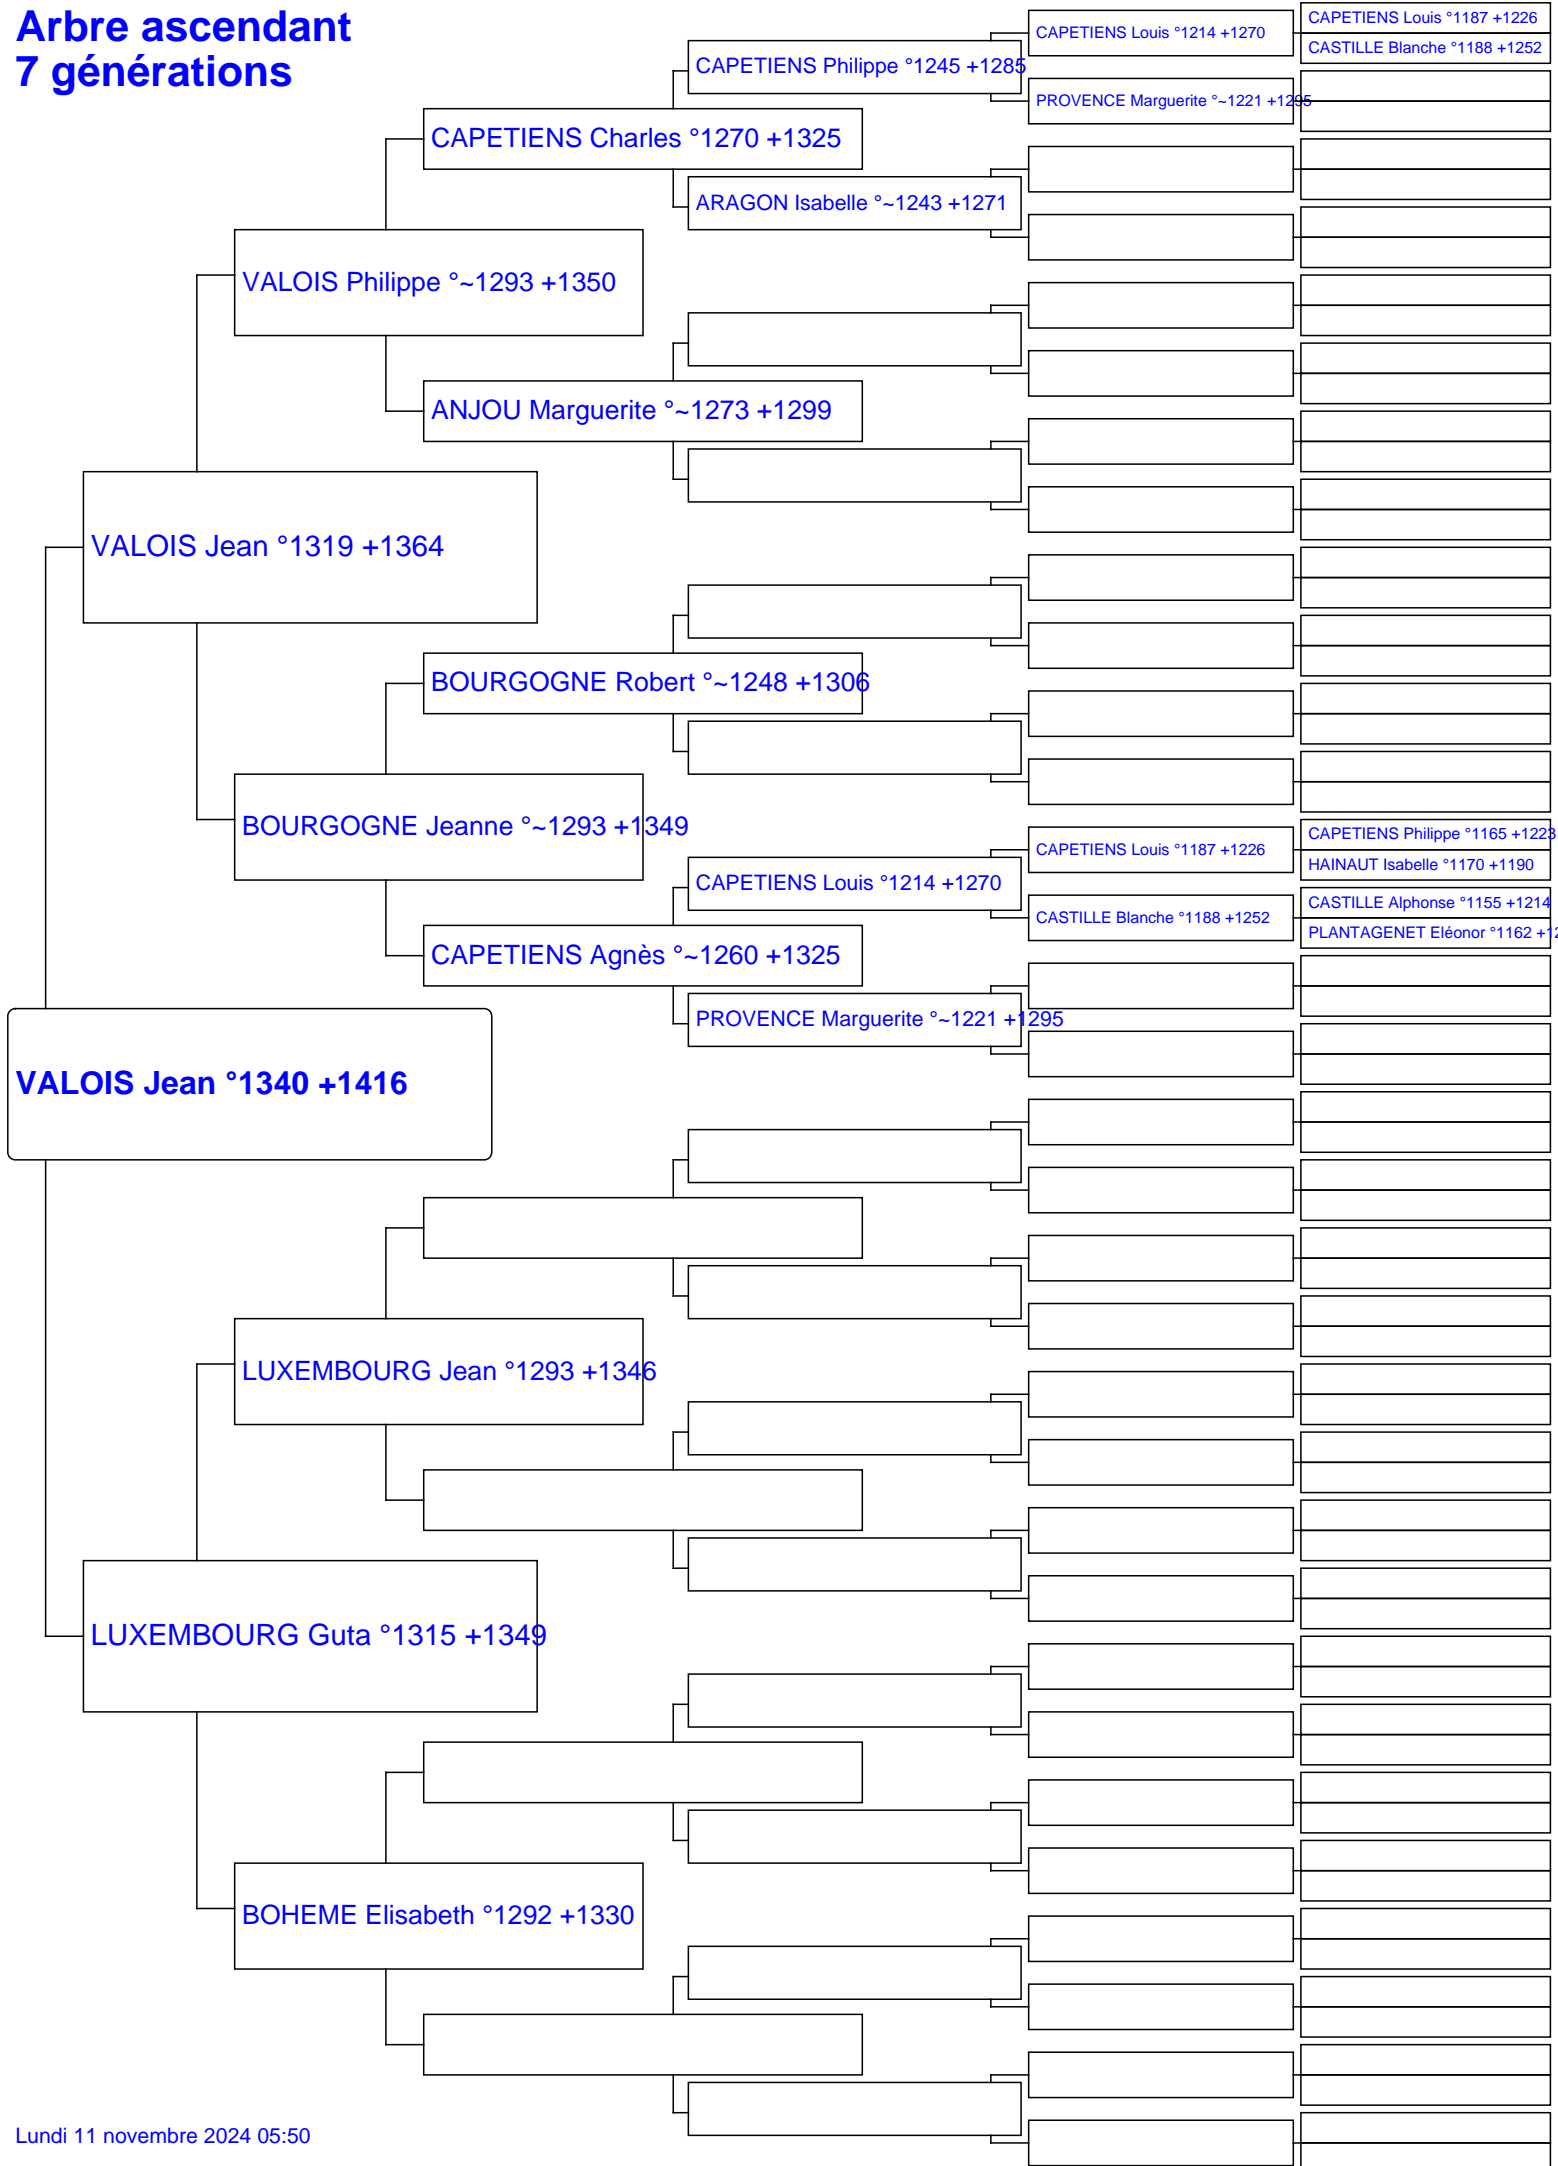 Arbre ascendant
7 générations
CAPETIENS Louis °1187 +1226
CAPETIENS Louis °1214 +1270
CASTILLE Blanche °1188 +1252
CAPETIENS Philippe °1245 +1285
PROVENCE Marguerite °~1221 +1295
CAPETIENS Charles °1270 +1325
ARAGON Isabelle °~1243 +1271
VALOIS Philippe °~1293 +1350
ANJOU Marguerite °~1273 +1299
VALOIS Jean °1319 +1364
BOURGOGNE Robert °~1248 +1306
BOURGOGNE Jeanne °~1293 +1349
CAPETIENS Philippe °1165 +1223
CAPETIENS Louis °1187 +1226
HAINAUT Isabelle °1170 +1190
CAPETIENS Louis °1214 +1270
CASTILLE Alphonse °1155 +1214
CASTILLE Blanche °1188 +1252
PLANTAGENET Eléonor °1162
CAPETIENS Agnès °~1260 +1325
PROVENCE Marguerite °~1221 +1295
VALOIS Jean °1340 +1416
LUXEMBOURG Jean °1293 +1346
LUXEMBOURG Guta °1315 +1349
BOHEME Elisabeth °1292 +1330
Lundi 11 novembre 2024 05:50